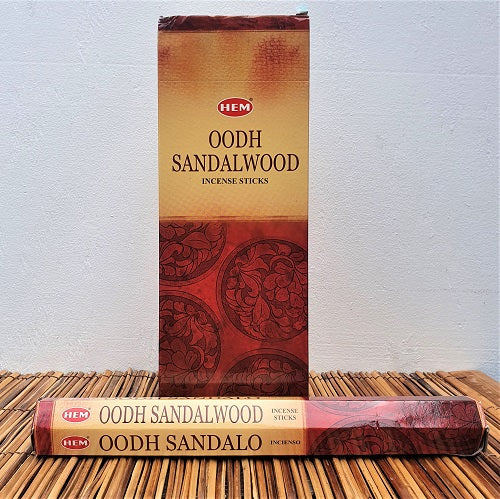 HEM
OODH
SANDALWOOD
INCENSE STICKS
HEM OODH SANDALWOOD INCENSE STICKS
HEM OODH SANDALO INCIENSO